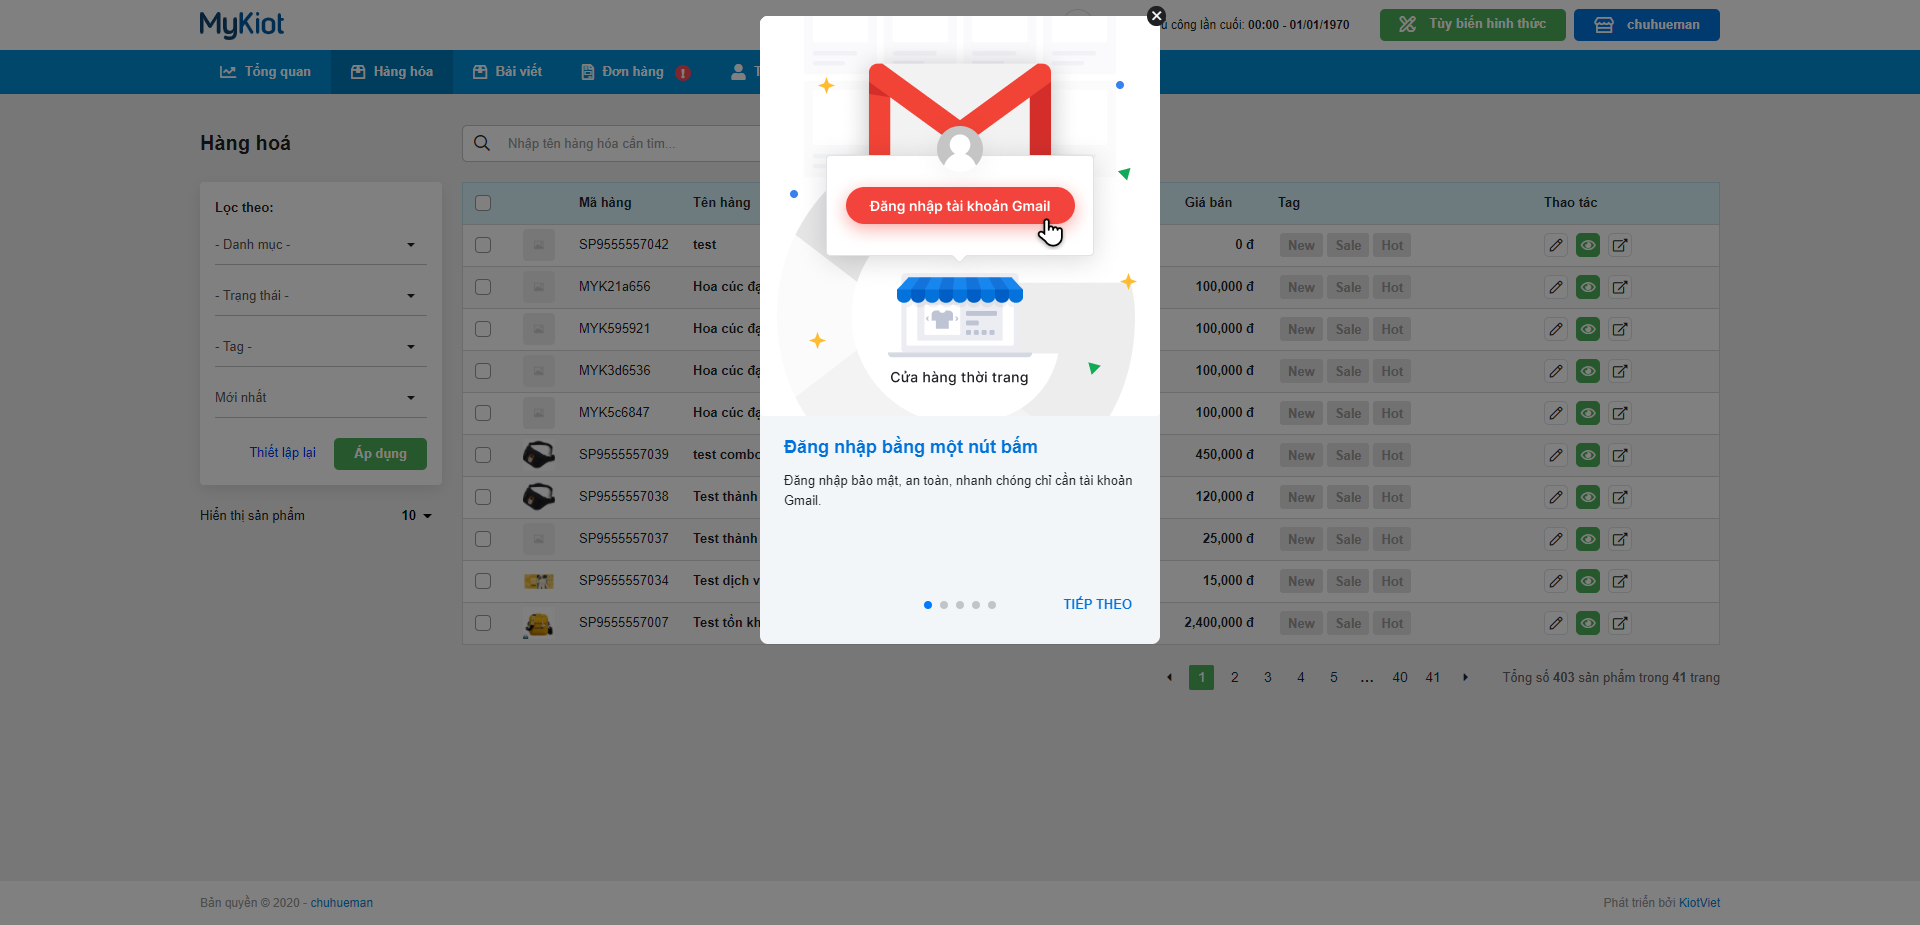 MyKiot
ủ công lần cuối: 00:00 - 01/01/1970
Tùy biến hình thức
chuhueman
Tổng quan
Hàng hóa
Bài viết
Đơn hàng
Hàng hoá
Nhập tên hàng hóa cần tìm...
Lọc theo:
- Danh mục -
- Trạng thái -
- Tag -
Mới nhất
Thiết lập lại
Áp dụng
Hiển thị sản phẩm
10
Mã hàng Tên hàng Giá bán Tag Thao tác
SP9555557042 test 0 đ New Sale Hot
MYK21a656 Hoa cúc đạ 100,000 đ New Sale Hot
MYK595921 Hoa cúc đạ 100,000 đ New Sale Hot
MYK3d6536 Hoa cúc đạ 100,000 đ New Sale Hot
MYK5c6847 Hoa cúc đạ 100,000 đ New Sale Hot
SP9555557039 test combo 450,000 đ New Sale Hot
SP9555557038 Test thành 120,000 đ New Sale Hot
SP9555557037 Test thành 25,000 đ New Sale Hot
SP9555557034 Test dịch v 15,000 đ New Sale Hot
SP9555557007 Test tồn kh 2,400,000 đ New Sale Hot
1 2 3 4 5 ... 40 41
Tổng số 403 sản phẩm trong 41 trang
Đăng nhập tài khoản Gmail
Cửa hàng thời trang
Đăng nhập bằng một nút bấm
Đăng nhập bảo mật, an toàn, nhanh chóng chỉ cần tài khoản
Gmail.
TIẾP THEO
Bản quyền © 2020 - chuhueman
Phát triển bởi KiotViet